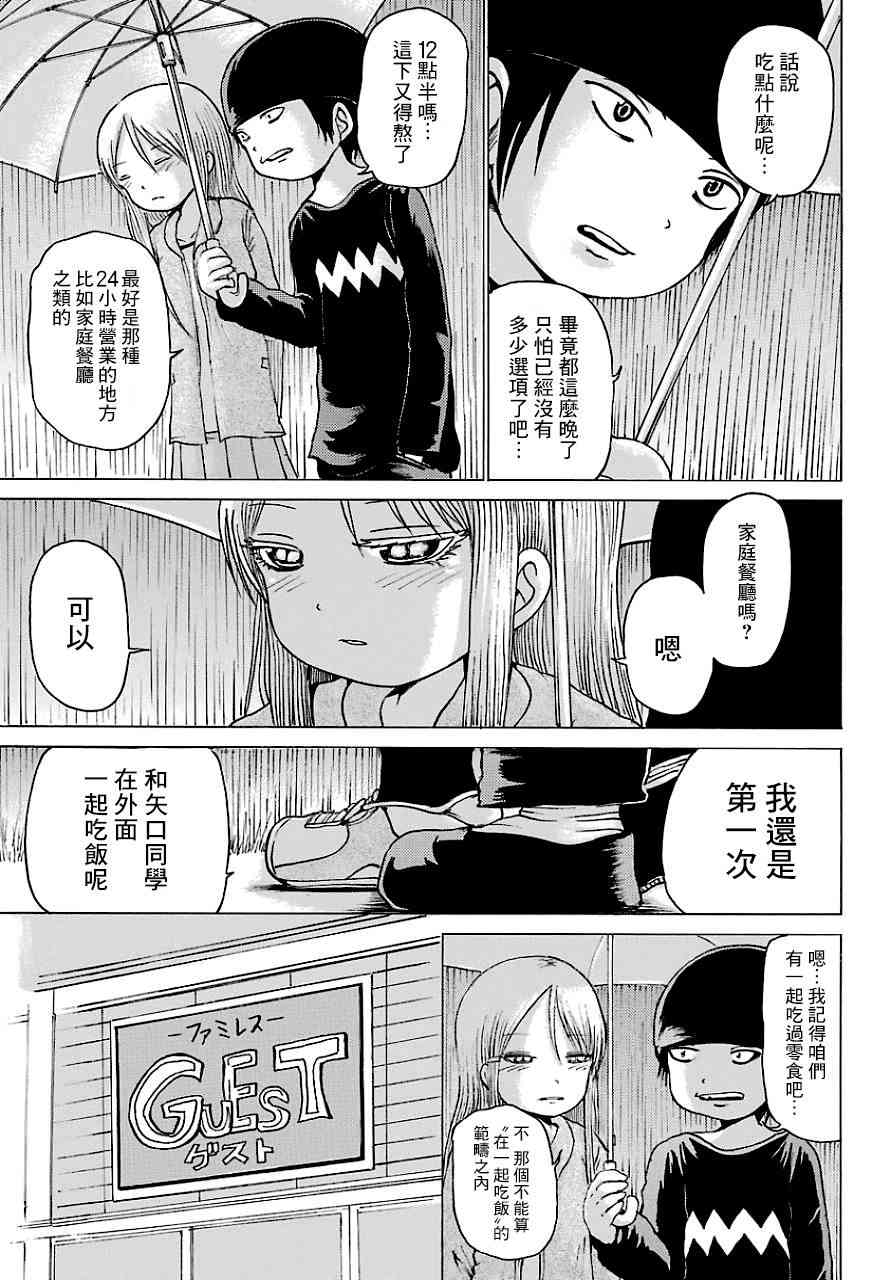 話說
吃點什麼呢…
畢竟都這麼晚了
只怕已經沒有
多少選項了吧…
12點半嗎…
這下又得熬了
最好是那種
24小時營業的地方
比如家庭餐廳
之類的
家庭餐廳嗎？
嗯
可以
我還是
第一次
和矢口同學
在外面
一起吃飯呢
嗯…我記得咱們
有一起吃過零食吧…
不 那個不能算
〝在一起吃飯〞的
範疇之內
ーファミレスー
GUEST
ゲスト